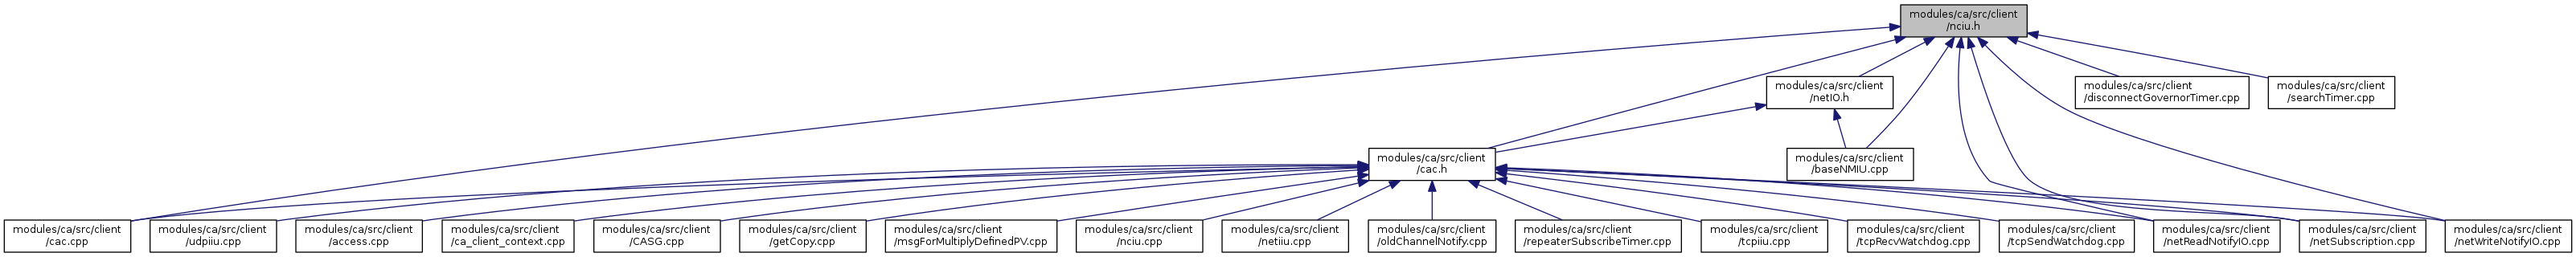 modules/ca/src/client
/nciu.h
modules/ca/src/client
/netIO.h
modules/ca/src/client
/disconnectGovernorTimer.cpp
modules/ca/src/client
/searchTimer.cpp
modules/ca/src/client
/cac.h
modules/ca/src/client
/baseNMIU.cpp
modules/ca/src/client
/cac.cpp
modules/ca/src/client
/udpiiu.cpp
modules/ca/src/client
/access.cpp
modules/ca/src/client
/ca_client_context.cpp
modules/ca/src/client
/CASG.cpp
modules/ca/src/client
/getCopy.cpp
modules/ca/src/client
/msgForMultiplyDefinedPV.cpp
modules/ca/src/client
/nciu.cpp
modules/ca/src/client
/netiiu.cpp
modules/ca/src/client
/oldChannelNotify.cpp
modules/ca/src/client
/repeaterSubscribeTimer.cpp
modules/ca/src/client
/tcpiiu.cpp
modules/ca/src/client
/tcpRecvWatchdog.cpp
modules/ca/src/client
/tcpSendWatchdog.cpp
modules/ca/src/client
/netReadNotifyIO.cpp
modules/ca/src/client
/netSubscription.cpp
modules/ca/src/client
/netWriteNotifyIO.cpp